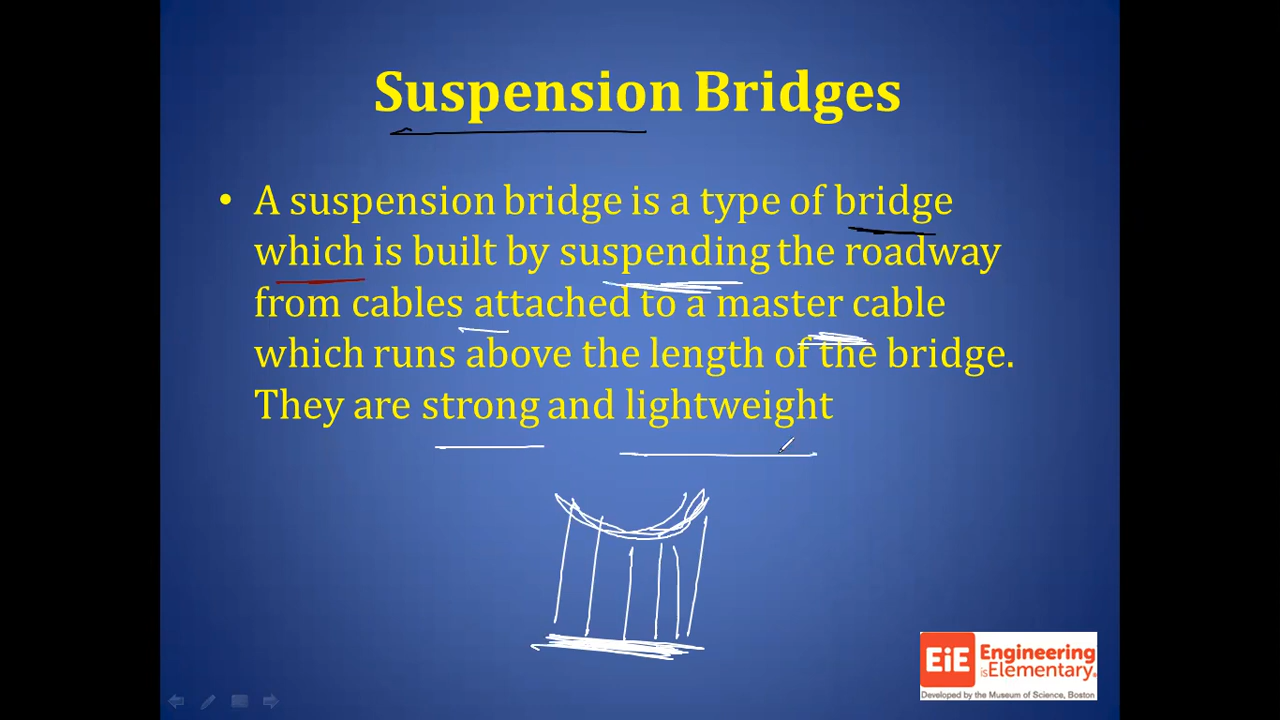 Suspension Bridges
• A suspension bridge is a type of bridge
which is built by suspending the roadway
from cables attached to a master cable
which runs above the length of the bridge.
They are strong and lightweight
EiE Engineering
is Elementary.
Developed by the Museum of Science, Boston